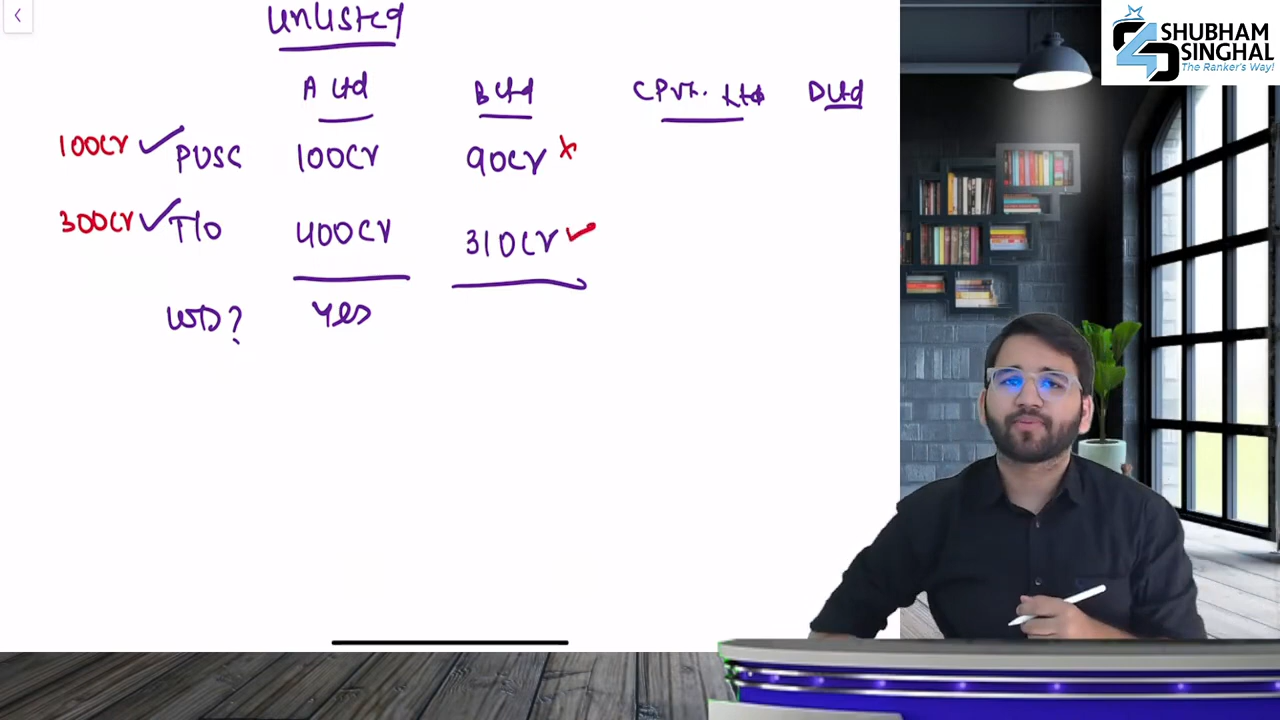 Unlisted
A Ltd B Ltd C Pvt. Ltd D Ltd
100CR ✓ PUSC 100CR 90CR ×
300CR ✓ T/O 400CR 310CR ✓
WD? Yes
SHUBHAM
SINGHAL
The Ranker's Way!